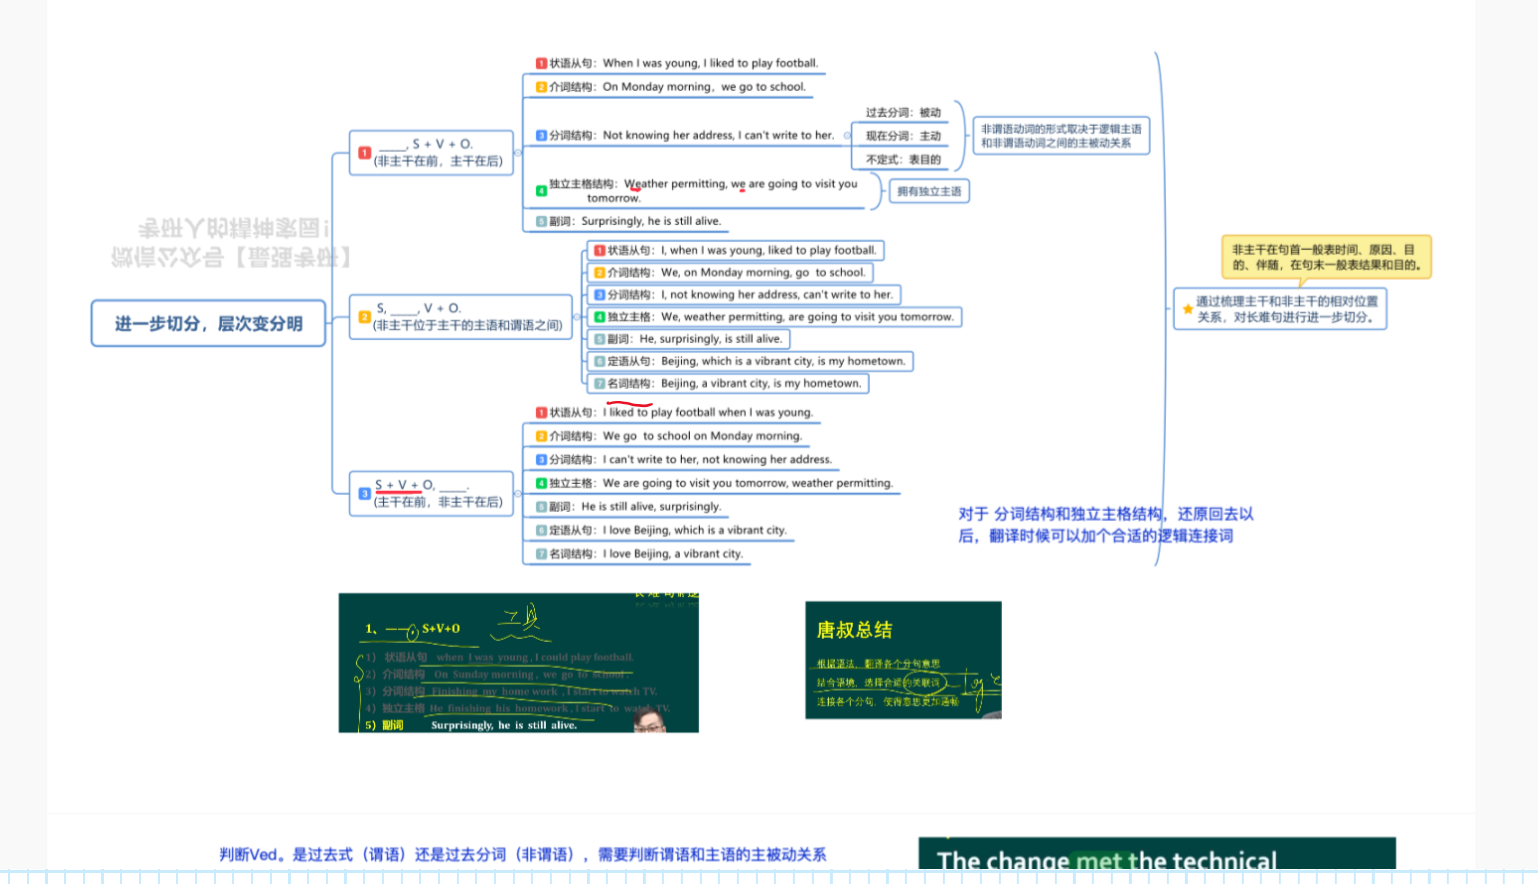 1 状语从句：When I was young, I liked to play football.
2 介词结构：On Monday morning，we go to school.
3 分词结构：Not knowing her address, I can't write to her.
过去分词：被动
现在分词：主动
不定式：表目的
非谓语动词的形式取决于逻辑主语
和非谓语动词之间的主被动关系
1 ____, S + V + O.
(非主干在前，主干在后)
4 独立主格结构：Weather permitting, we are going to visit you
tomorrow.
拥有独立主语
5 副词：Surprisingly, he is still alive.
考研人的精神家园！
微信公众号【最强考研】
进一步切分，层次变分明
2 S, ____, V + O.
(非主干位于主干的主语和谓语之间)
1 状语从句：I, when I was young, liked to play football.
2 介词结构：We, on Monday morning, go to school.
3 分词结构：I, not knowing her address, can't write to her.
4 独立主格：We, weather permitting, are going to visit you tomorrow.
5 副词：He, surprisingly, is still alive.
6 定语从句：Beijing, which is a vibrant city, is my hometown.
7 名词结构：Beijing, a vibrant city, is my hometown.
非主干在句首一般表时间、原因、目
的、伴随，在句末一般表结果和目的。
通过梳理主干和非主干的相对位置
关系，对长难句进行进一步切分。
3 S + V + O, ____.
(主干在前，非主干在后)
1 状语从句：I liked to play football when I was young.
2 介词结构：We go to school on Monday morning.
3 分词结构：I can't write to her, not knowing her address.
4 独立主格：We are going to visit you tomorrow, weather permitting.
5 副词：He is still alive, surprisingly.
6 定语从句：I love Beijing, which is a vibrant city.
7 名词结构：I love Beijing, a vibrant city.
对于 分词结构和独立主格结构，还原回去以
后，翻译时候可以加个合适的逻辑连接词
1、——, S+V+O
工具
1） 状语从句 when I was young , I could play football.
2）介词结构 On Sunday morning , we go to school .
3）分词结构 Finishing my home work , I start to watch TV.
4）独立主格 He finishing his homework , I start to watch TV.
5）副词 Surprisingly, he is still alive.
唐叔总结
根据语法，翻译各个分句意思
结合语境，选择合适的关联词
连接各个分句，使得意思更加通畅
判断Ved。是过去式（谓语）还是过去分词（非谓语），需要判断谓语和主语的主被动关系
The change met the technical